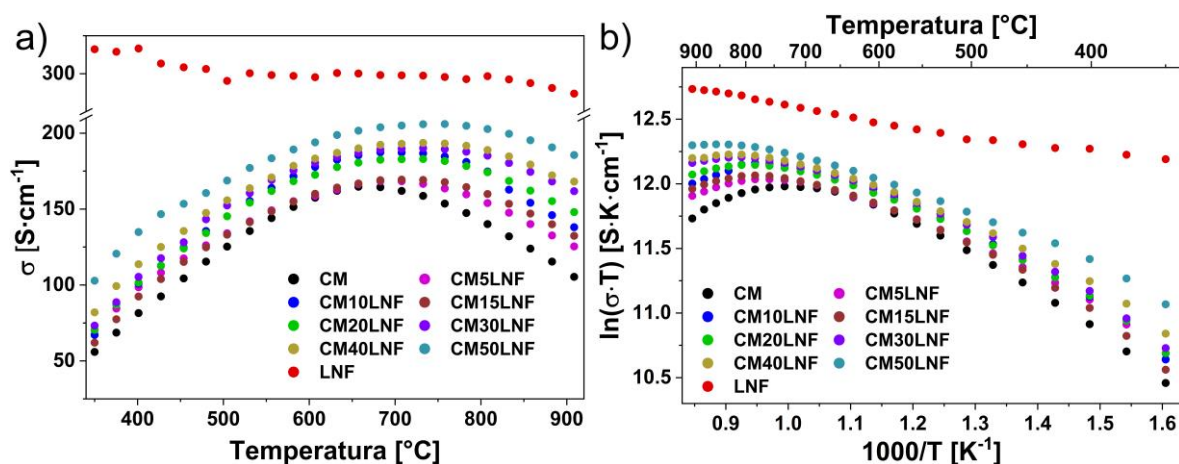 a)
σ [S·cm⁻¹]
300
200
150
100
50
400 500 600 700 800 900
Temperatura [°C]
CM CM5LNF
CM10LNF CM15LNF
CM20LNF CM30LNF
CM40LNF CM50LNF
LNF
b)
Temperatura [°C]
900 800 700 600 500 400
ln(σ·T) [S·K·cm⁻¹]
12.5
12.0
11.5
11.0
10.5
0.9 1.0 1.1 1.2 1.3 1.4 1.5 1.6
1000/T [K⁻¹]
CM CM5LNF
CM10LNF CM15LNF
CM20LNF CM30LNF
CM40LNF CM50LNF
LNF